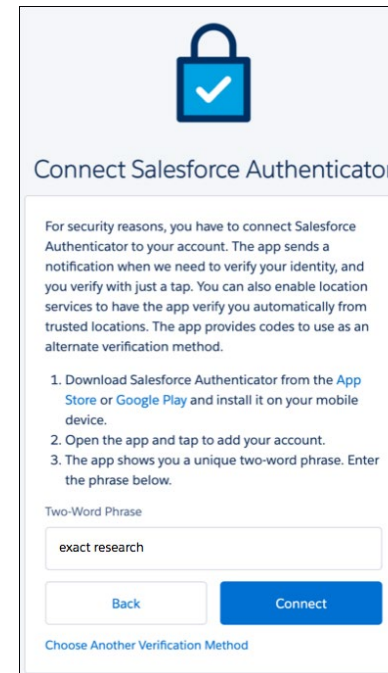 Connect Salesforce Authenticator
For security reasons, you have to connect Salesforce
Authenticator to your account. The app sends a
notification when we need to verify your identity, and
you verify with just a tap. You can also enable location
services to have the app verify you automatically from
trusted locations. The app provides codes to use as an
alternate verification method.
1. Download Salesforce Authenticator from the App
Store or Google Play and install it on your mobile
device.
2. Open the app and tap to add your account.
3. The app shows you a unique two-word phrase. Enter
the phrase below.
Two-Word Phrase
exact research
Back
Connect
Choose Another Verification Method